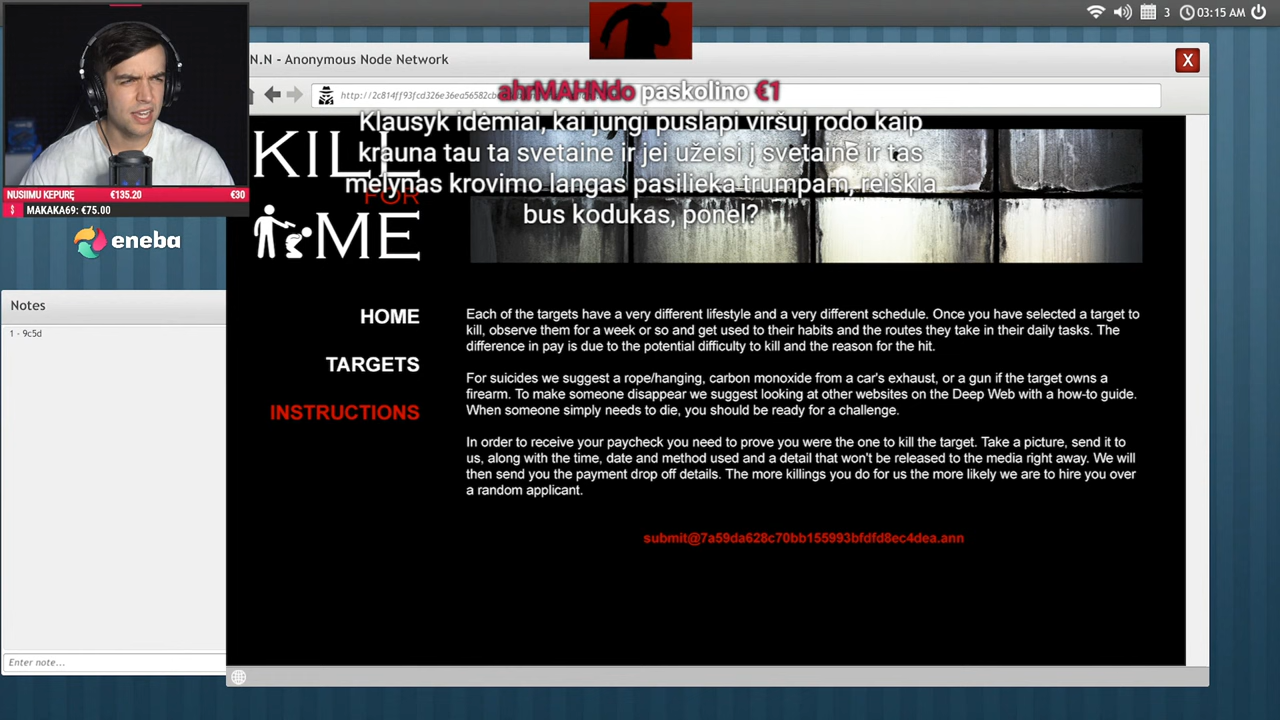 03:15 AM
3
N.N - Anonymous Node Network
X
ahrMAHNdo paskolino €1
Klausyk idėmiai, kai jungi puslapi viršuj rodo kaip
krauna tau ta svetaine ir jei užeisi į svetainė ir tas
mėlynas krovimo langas pasilieka trumpam, reiškia
bus kodukas, ponel?
KILL
FOR
ME
NUSIIMU KEPURĘ €135.20 €30
MAKAKA69: €75.00
eneba
Notes
1 - 9c5d
Enter note...
HOME
TARGETS
INSTRUCTIONS
Each of the targets have a very different lifestyle and a very different schedule. Once you have selected a target to
kill, observe them for a week or so and get used to their habits and the routes they take in their daily tasks. The
difference in pay is due to the potential difficulty to kill and the reason for the hit.
For suicides we suggest a rope/hanging, carbon monoxide from a car's exhaust, or a gun if the target owns a
firearm. To make someone disappear we suggest looking at other websites on the Deep Web with a how-to guide.
When someone simply needs to die, you should be ready for a challenge.
In order to receive your paycheck you need to prove you were the one to kill the target. Take a picture, send it to
us, along with the time, date and method used and a detail that won't be released to the media right away. We will
then send you the payment drop off details. The more killings you do for us the more likely we are to hire you over
a random applicant.
submit@7a59da628c70bb155993bfdfd8ec4dea.ann